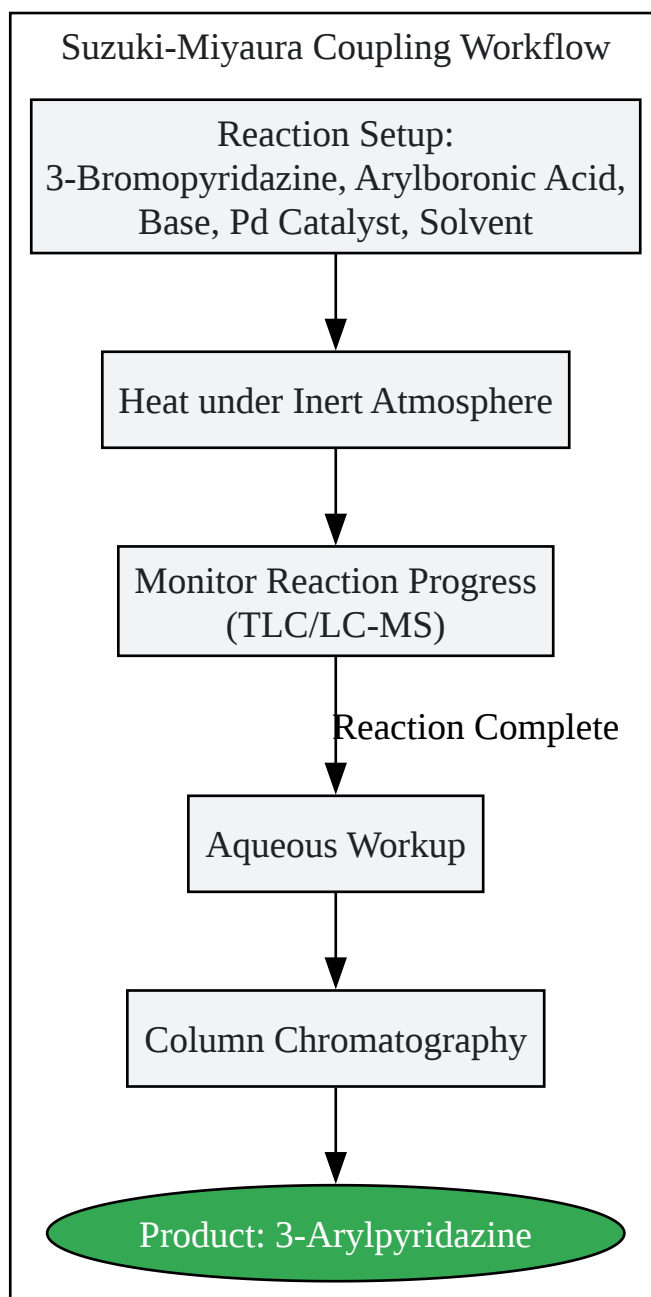 Suzuki-Miyaura Coupling Workflow
Reaction Setup:
3-Bromopyridazine, Arylboronic Acid,
Base, Pd Catalyst, Solvent
Heat under Inert Atmosphere
Monitor Reaction Progress
(TLC/LC-MS)
Reaction Complete
Aqueous Workup
Column Chromatography
Product: 3-Arylpyridazine